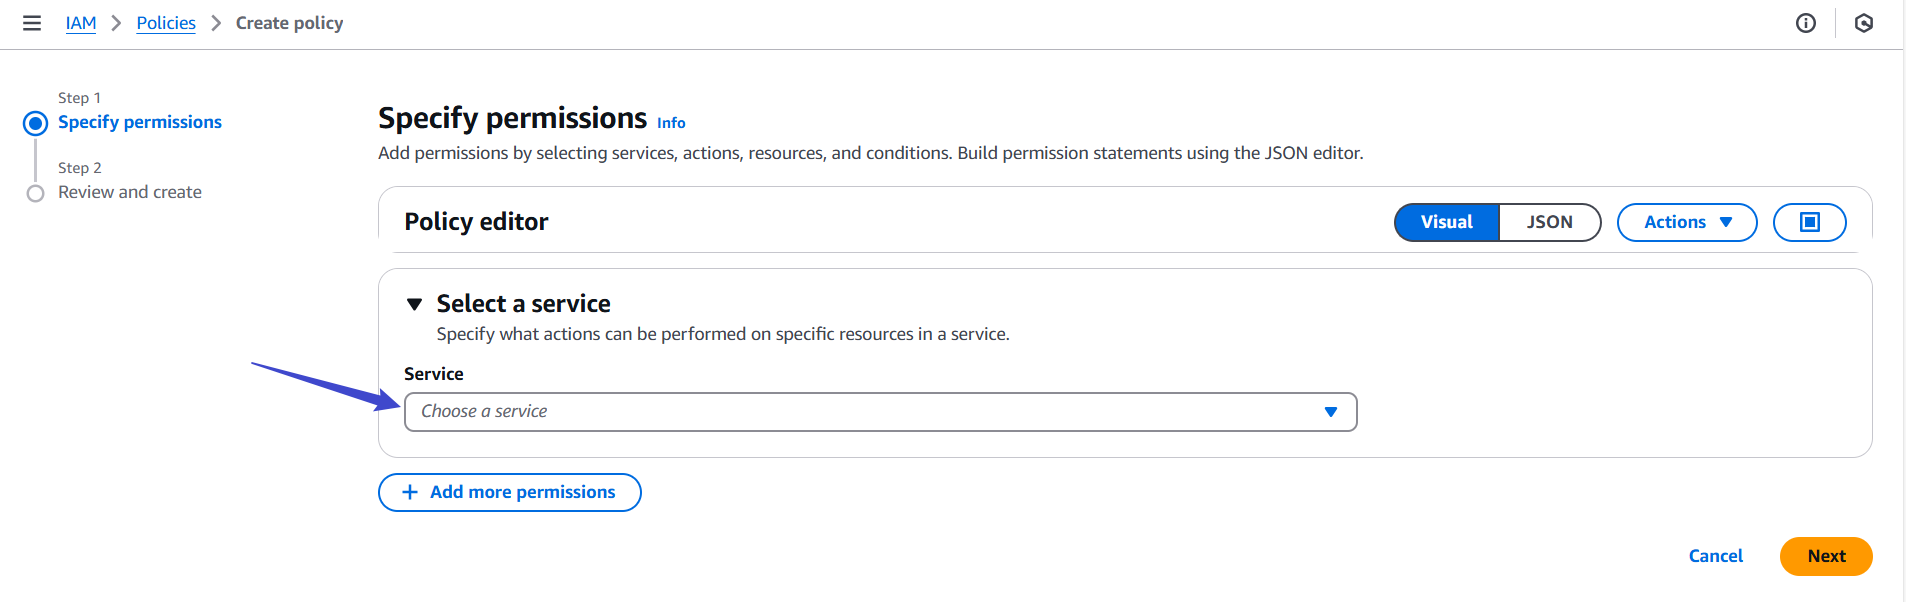 IAM > Policies > Create policy
Step 1
Specify permissions
Step 2
Review and create
Specify permissions Info
Add permissions by selecting services, actions, resources, and conditions. Build permission statements using the JSON editor.
Policy editor
Visual JSON Actions
Select a service
Specify what actions can be performed on specific resources in a service.
Service
Choose a service
+ Add more permissions
Cancel Next